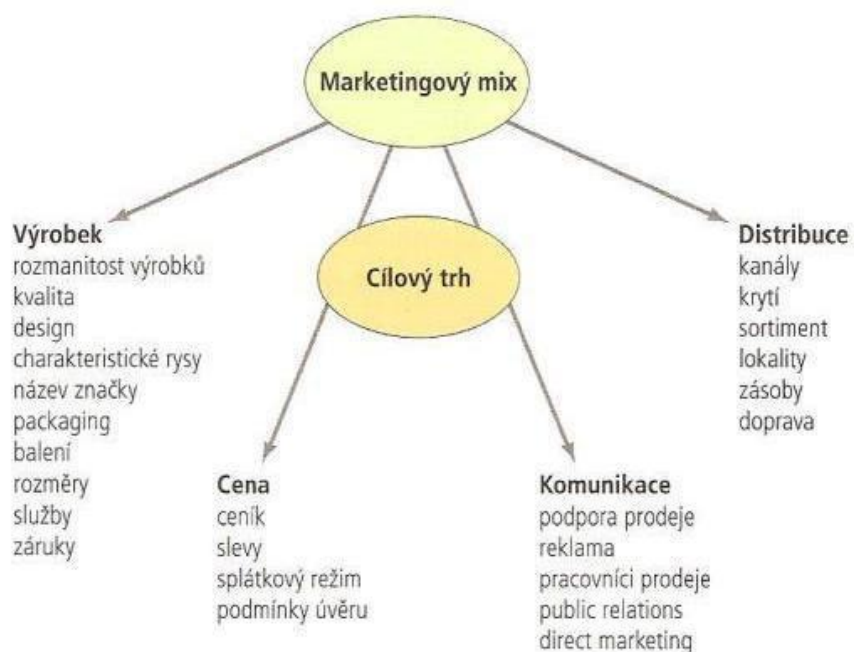 Marketingový mix
Cílový trh
Výrobek
rozmanitost výrobků
kvalita
design
charakteristické rysy
název značky
packaging
balení
rozměry
služby
záruky
Cena
ceník
slevy
splátkový režim
podmínky úvěru
Komunikace
podpora prodeje
reklama
pracovníci prodeje
public relations
direct marketing
Distribuce
kanály
krytí
sortiment
lokality
zásoby
doprava